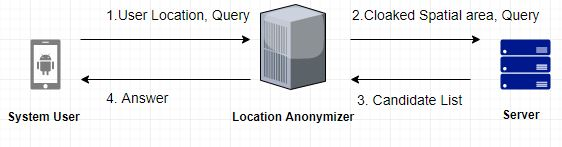 1.User Location, Query
2.Cloaked Spatial area, Query
4. Answer
3. Candidate List
System User
Location Anonymizer
Server